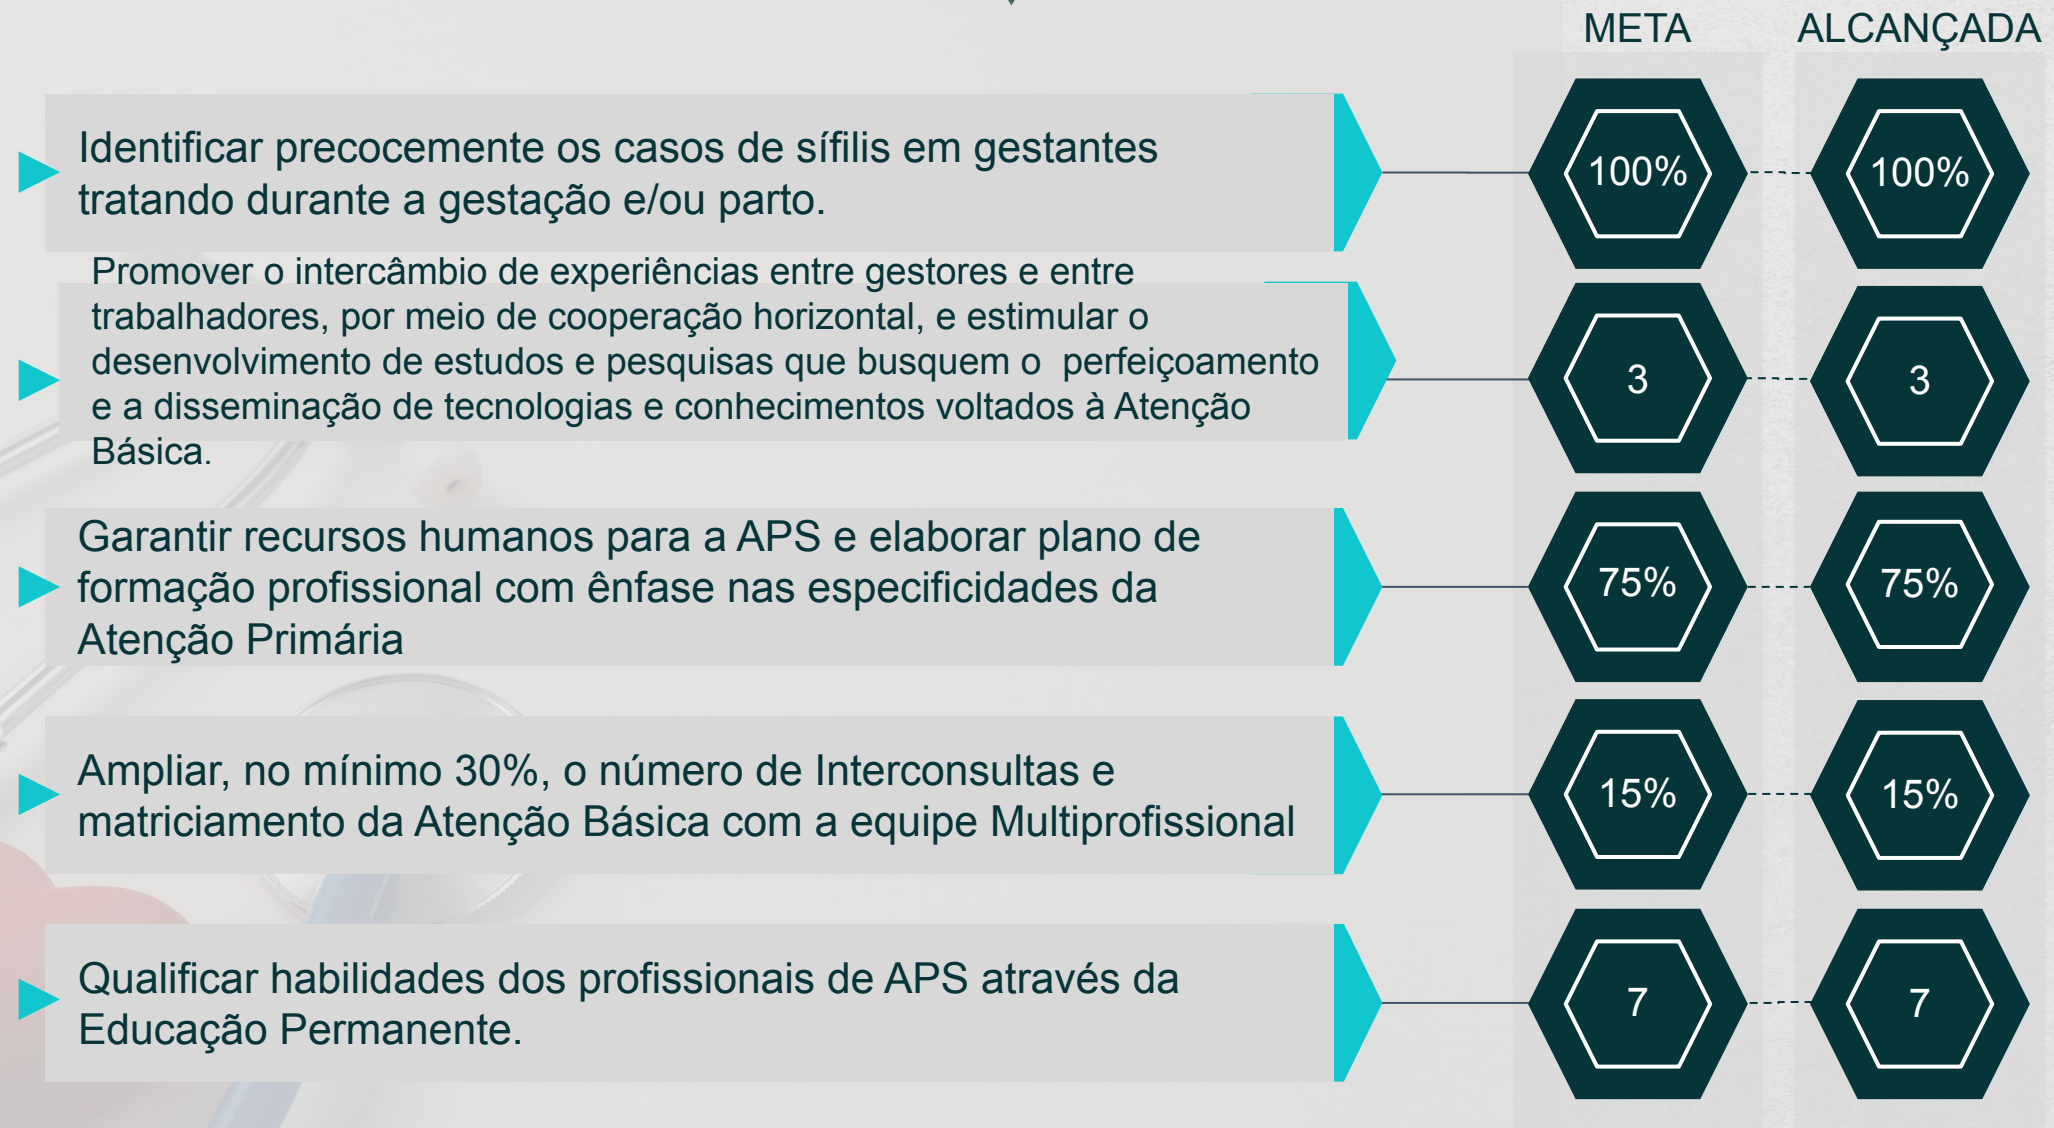 META ALCANÇADA
Identificar precocemente os casos de sífilis em gestantes
tratando durante a gestação e/ou parto.
100% 100%
Promover o intercâmbio de experiências entre gestores e entre
trabalhadores, por meio de cooperação horizontal, e estimular o
desenvolvimento de estudos e pesquisas que busquem o  perfeiçoamento
e a disseminação de tecnologias e conhecimentos voltados à Atenção
Básica.
3 3
Garantir recursos humanos para a APS e elaborar plano de
formação profissional com ênfase nas especificidades da
Atenção Primária
75% 75%
Ampliar, no mínimo 30%, o número de Interconsultas e
matriciamento da Atenção Básica com a equipe Multiprofissional
15% 15%
Qualificar habilidades dos profissionais de APS através da
Educação Permanente.
7 7